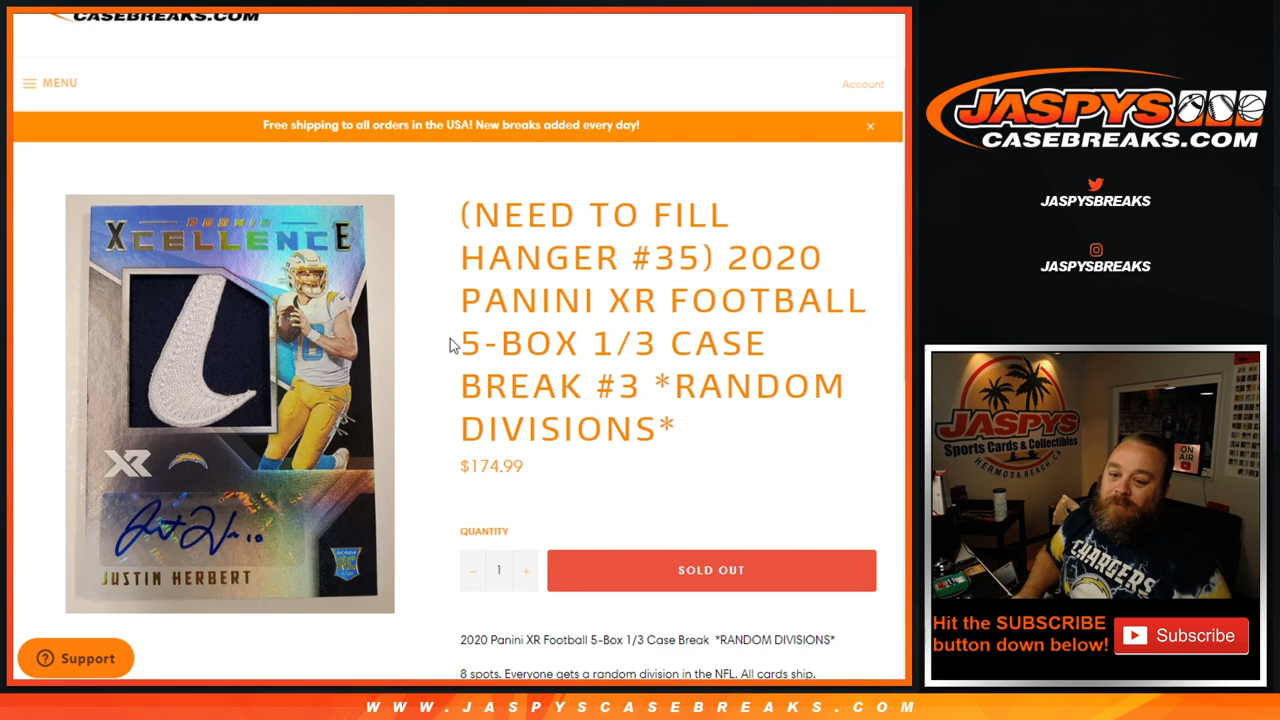 CASEBREAKS.COM
MENU
Account
Free shipping to all orders in the USA! New breaks added every day!
×
ROOKIE
XCELLENCE
XR
JUSTIN HERBERT
(NEED TO FILL
HANGER #35) 2020
PANINI XR FOOTBALL
5-BOX 1/3 CASE
BREAK #3 *RANDOM
DIVISIONS*
$174.99
QUANTITY
− 1 +
SOLD OUT
2020 Panini XR Football 5-Box 1/3 Case Break *RANDOM DIVISIONS*
8 spots. Everyone gets a random division in the NFL. All cards ship.
Support
JASPYS
CASEBREAKS.COM
JASPYSBREAKS
JASPYSBREAKS
JASPYS
Sports Cards & Collectibles
HERMOSA BEACH, CA
ON
AIR
CHARGERS
Hit the SUBSCRIBE
button down below!
Subscribe
WWW.JASPYSCASEBREAKS.COM